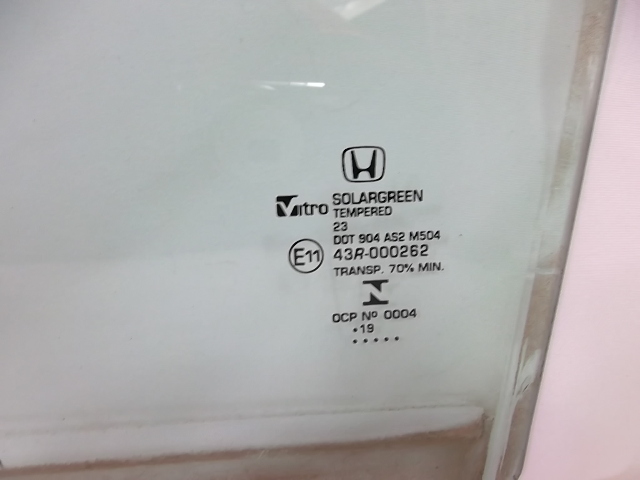 Vitro SOLARGREEN
TEMPERED
23
DOT 904 AS2 M504
E11 43R-000262
TRANSP. 70% MIN.
N
OCP Nº 0004
•19
•••••